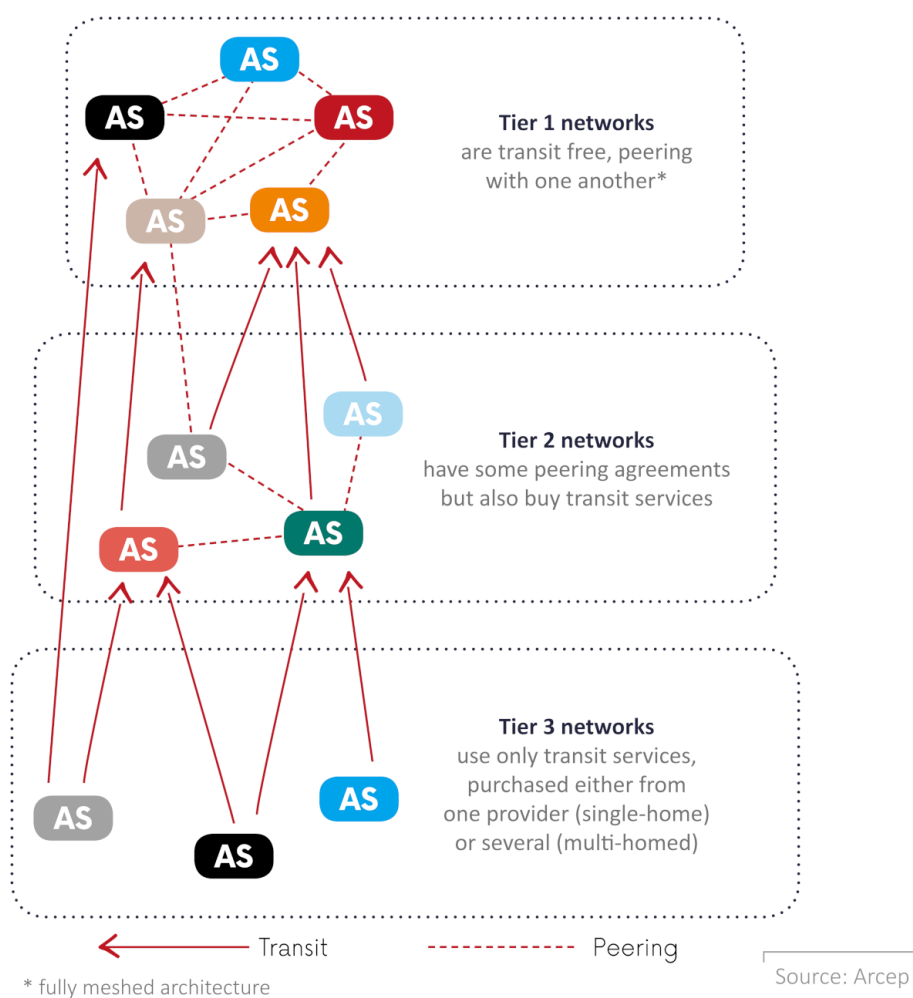 AS
AS
AS
Tier 1 networks
are transit free, peering
with one another*
AS
AS
AS
AS
Tier 2 networks
have some peering agreements
but also buy transit services
AS
AS
Tier 3 networks
use only transit services,
purchased either from
one provider (single-home)
or several (multi-homed)
AS
AS
AS
Transit
Peering
* fully meshed architecture
Source: Arcep